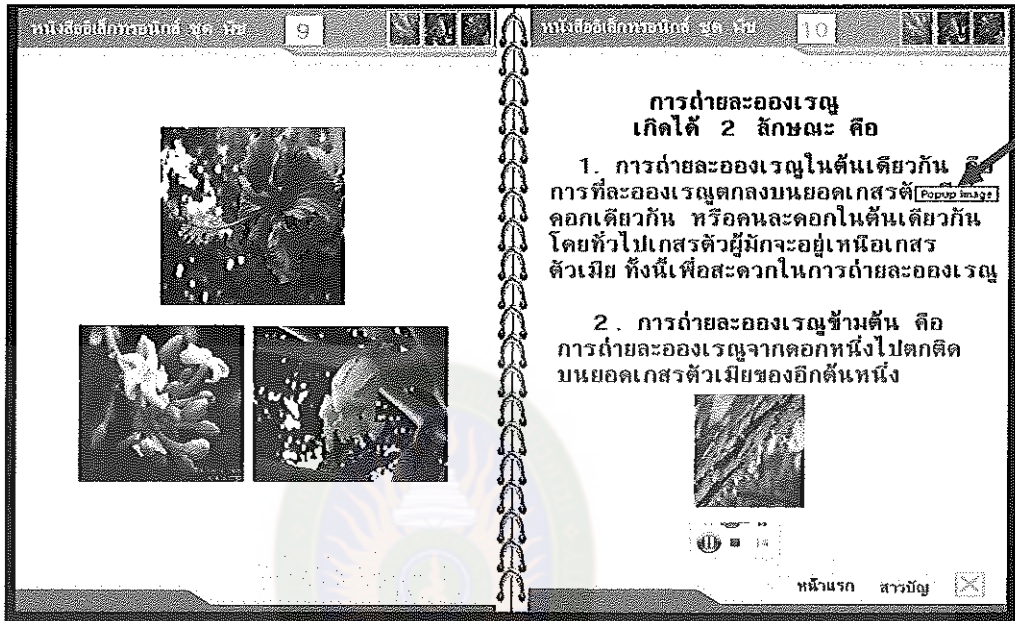 หนังสืออิเล็กทรอนิกส์ ชุด พืช
9
หนังสืออิเล็กทรอนิกส์ ชุด พืช
10
การถ่ายละอองเรณู
เกิดได้ 2 ลักษณะ คือ
1. การถ่ายละอองเรณูในต้นเดียวกัน คือ
การที่ละอองเรณูตกลงบนยอดเกสรตัว
Popup image
ดอกเดียวกัน หรือคนละดอกในต้นเดียวกัน
โดยทั่วไปเกสรตัวผู้มักจะอยู่เหนือเกสร
ตัวเมีย ทั้งนี้เพื่อสะดวกในการถ่ายละอองเรณู
2. การถ่ายละอองเรณูข้ามต้น คือ
การถ่ายละอองเรณูจากดอกหนึ่งไปตกติด
บนยอดเกสรตัวเมียของอีกต้นหนึ่ง
หน้าแรก สารบัญ